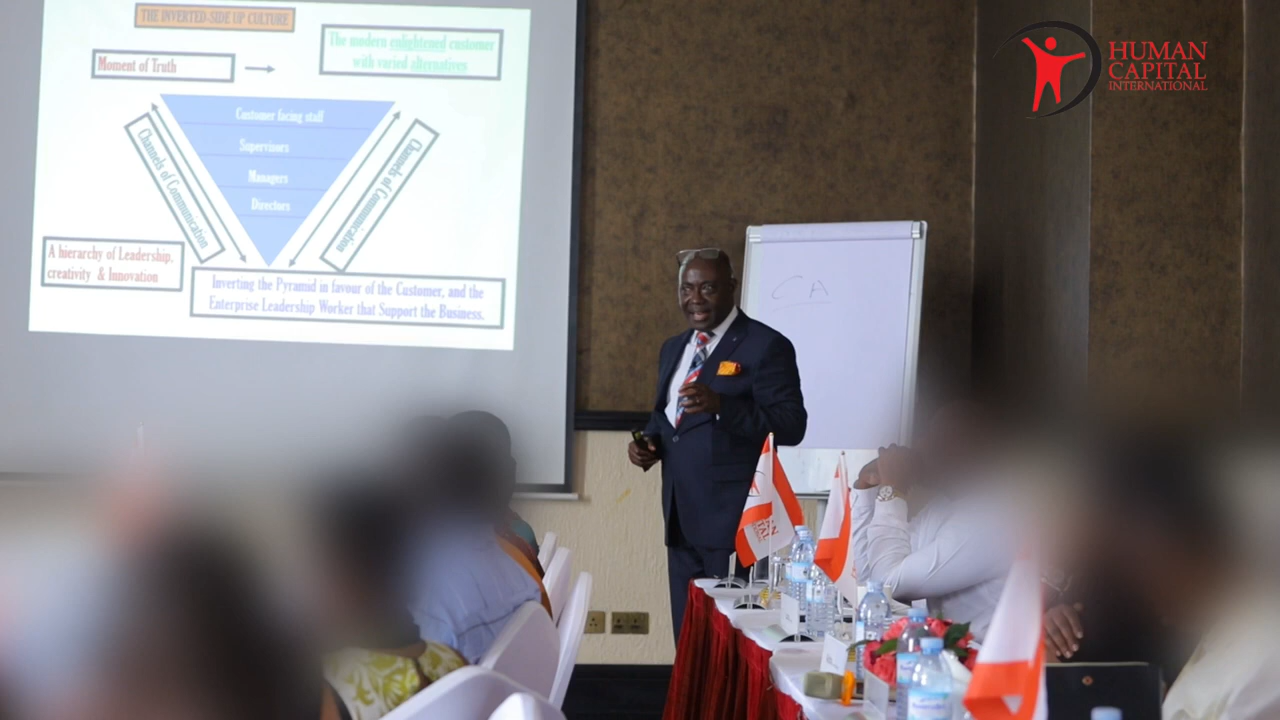 THE INVERTED-SIDE UP CULTURE
The modern enlightened customer
with varied alternatives
Moment of Truth
Customer facing staff
Supervisors
Managers
Directors
Channels of Communication
Channels of Communication
A hierarchy of Leadership,
creativity & Innovation
Inverting the Pyramid in favour of the Customer, and the
Enterprise Leadership Worker that Support the Business.
CA
HUMAN
CAPITAL
INTERNATIONAL